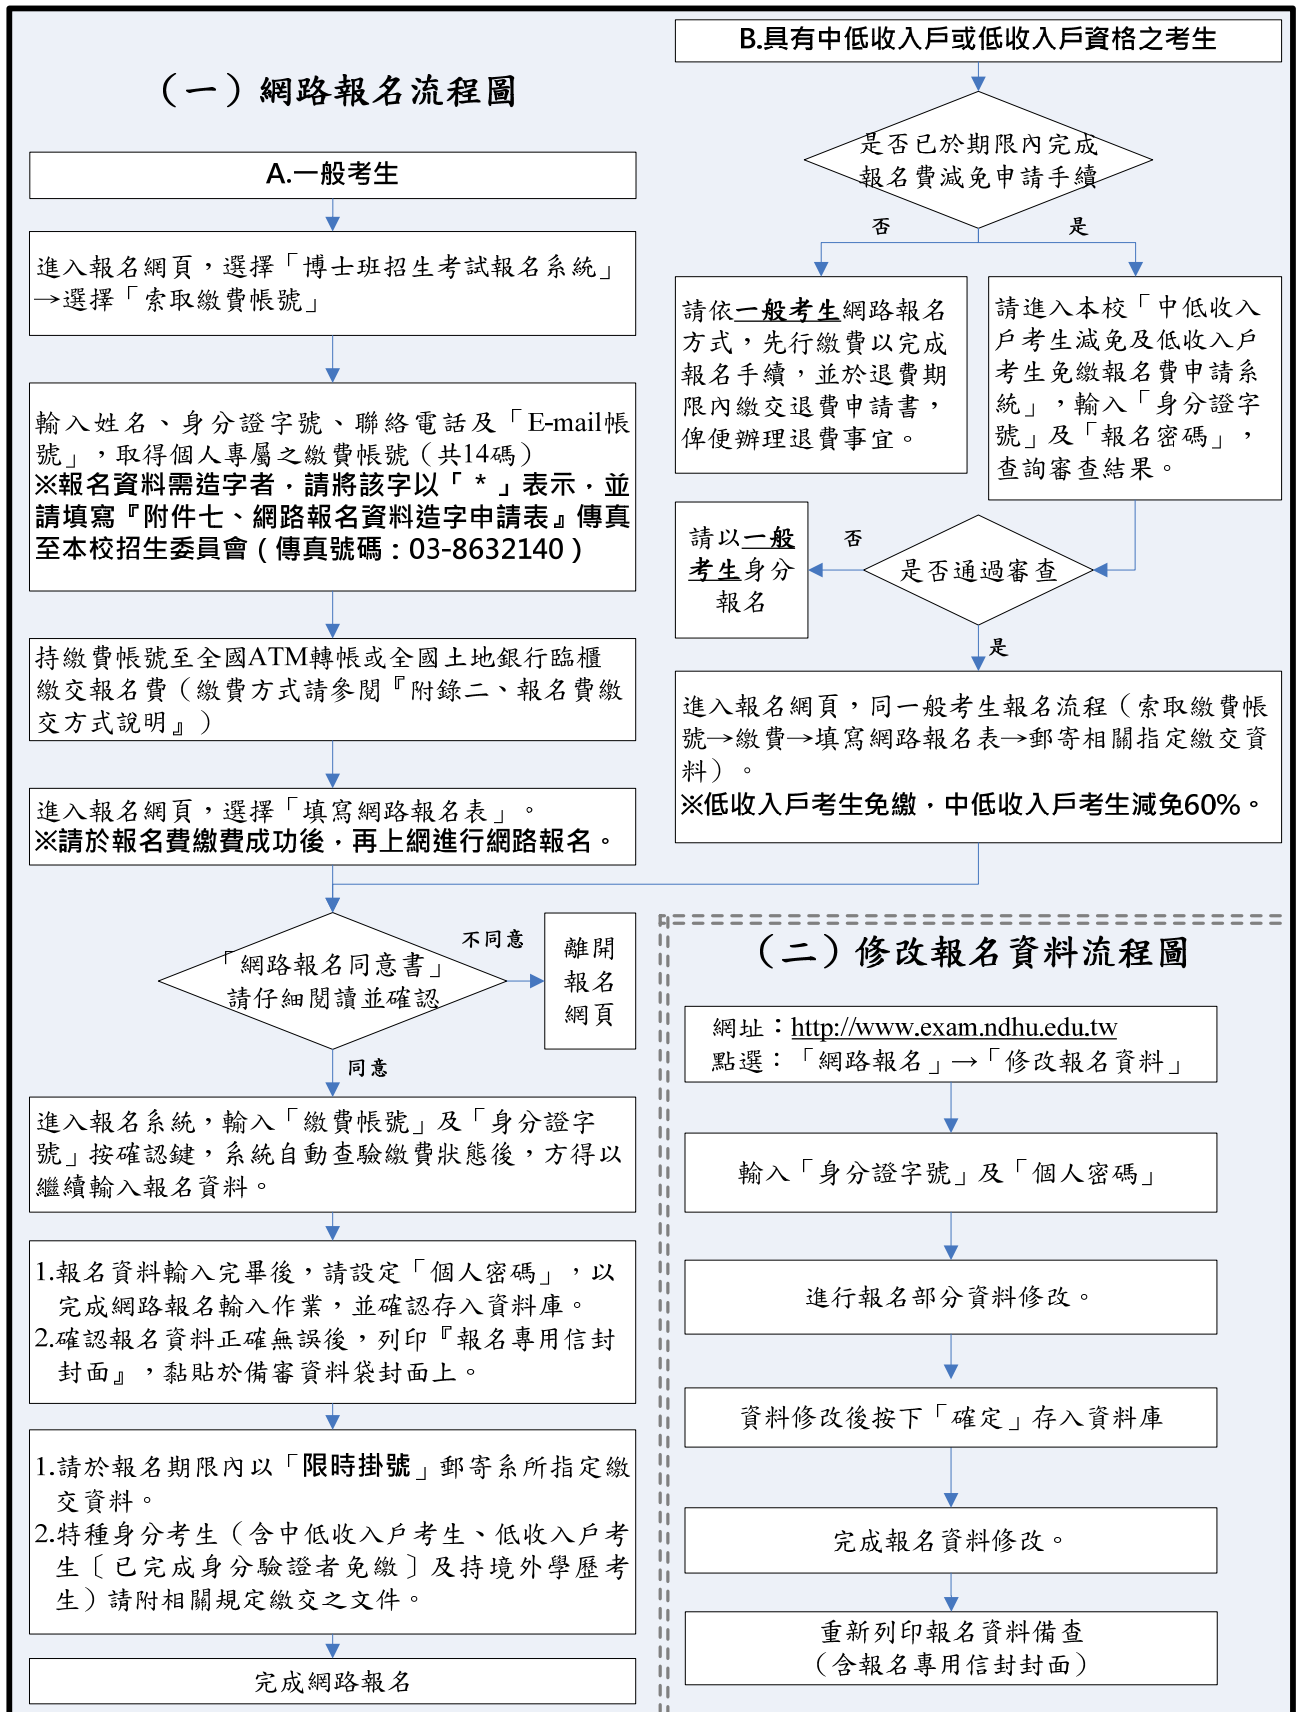 （一）網路報名流程圖
A.一般考生
進入報名網頁，選擇「博士班招生考試報名系統」
→選擇「索取繳費帳號」
輸入姓名、身分證字號、聯絡電話及「E-mail帳
號」，取得個人專屬之繳費帳號（共14碼）
※報名資料需造字者，請將該字以「 * 」表示，並
請填寫『附件七、網路報名資料造字申請表』傳真
至本校招生委員會（傳真號碼：03-8632140）
持繳費帳號至全國ATM轉帳或全國土地銀行臨櫃
繳交報名費（繳費方式請參閱『附錄二、報名費繳
交方式說明』）
進入報名網頁，選擇「填寫網路報名表」。
※請於報名費繳費成功後，再上網進行網路報名。
「網路報名同意書」
請仔細閱讀並確認
不同意
離開
報名
網頁
同意
進入報名系統，輸入「繳費帳號」及「身分證字
號」按確認鍵，系統自動查驗繳費狀態後，方得以
繼續輸入報名資料。
1.報名資料輸入完畢後，請設定「個人密碼」，以
完成網路報名輸入作業，並確認存入資料庫。
2.確認報名資料正確無誤後，列印『報名專用信封
封面』，黏貼於備審資料袋封面上。
1.請於報名期限內以「限時掛號」郵寄系所指定繳
交資料。
2.特種身分考生（含中低收入戶考生、低收入戶考
生〔已完成身分驗證者免繳〕及持境外學歷考
生）請附相關規定繳交之文件。
完成網路報名
B.具有中低收入戶或低收入戶資格之考生
是否已於期限內完成
報名費減免申請手續
否
是
請依一般考生網路報名
方式，先行繳費以完成
報名手續，並於退費期
限內繳交退費申請書，
俾便辦理退費事宜。
請進入本校「中低收入
戶考生減免及低收入戶
考生免繳報名費申請系
統」，輸入「身分證字
號」及「報名密碼」，
查詢審查結果。
請以一般
考生身分
報名
否
是否通過審查
是
進入報名網頁，同一般考生報名流程（索取繳費帳
號→繳費→填寫網路報名表→郵寄相關指定繳交資
料）。
※低收入戶考生免繳，中低收入戶考生減免60%。
（二）修改報名資料流程圖
網址：http://www.exam.ndhu.edu.tw
點選：「網路報名」→「修改報名資料」
輸入「身分證字號」及「個人密碼」
進行報名部分資料修改。
資料修改後按下「確定」存入資料庫
完成報名資料修改。
重新列印報名資料備查
（含報名專用信封封面）